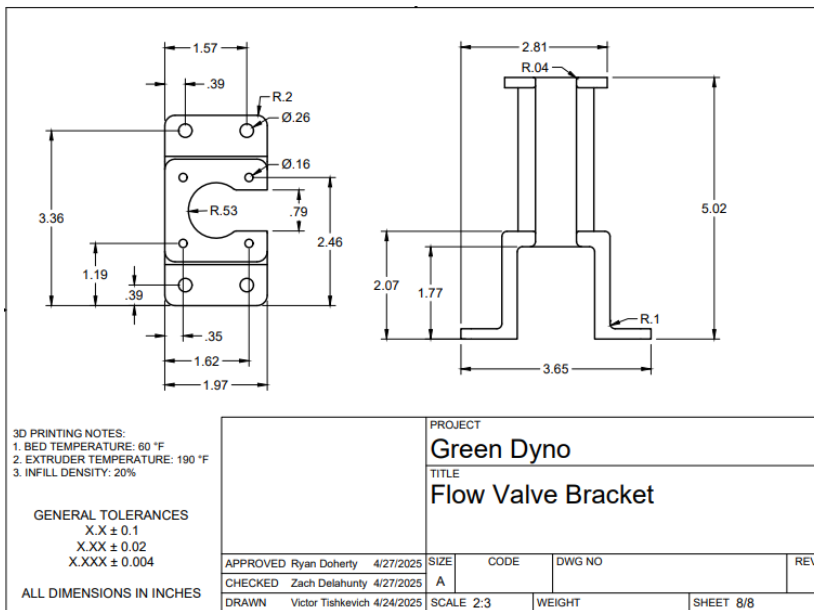 1.57
.39
R.2
Ø.26
Ø.16
R.53
.79
3.36
2.46
1.19
.39
.35
1.62
1.97
2.81
R.04
5.02
2.07
1.77
R.1
3.65
3D PRINTING NOTES:
1. BED TEMPERATURE: 60 °F
2. EXTRUDER TEMPERATURE: 190 °F
3. INFILL DENSITY: 20%
GENERAL TOLERANCES
X.X ± 0.1
X.XX ± 0.02
X.XXX ± 0.004
ALL DIMENSIONS IN INCHES
PROJECT
Green Dyno
TITLE
Flow Valve Bracket
APPROVED Ryan Doherty 4/27/2025
CHECKED Zach Delahunty 4/27/2025
DRAWN Victor Tishkevich 4/24/2025
SIZE CODE DWG NO REV
A
SCALE 2:3 WEIGHT SHEET 8/8